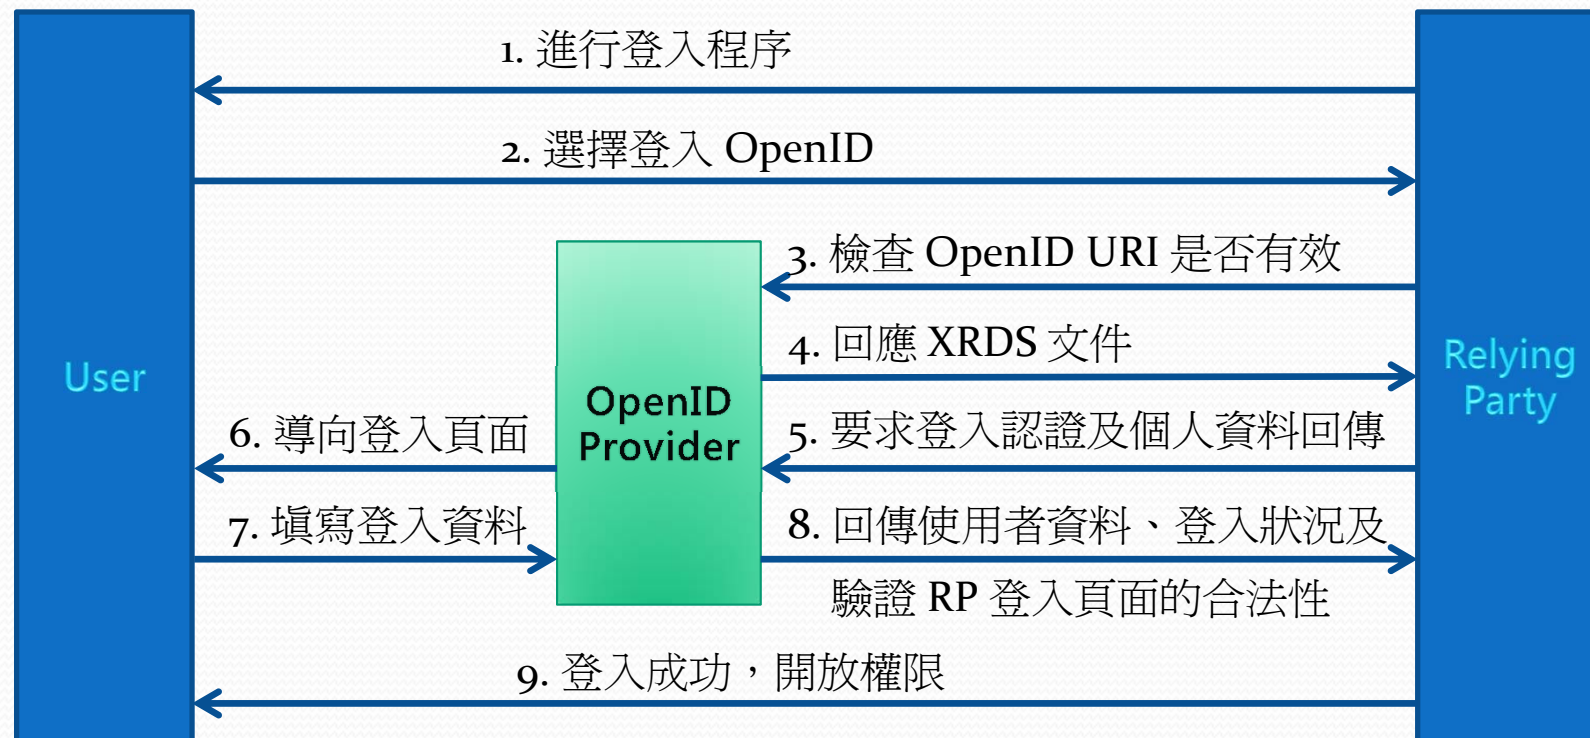 1. 進行登入程序
2. 選擇登入 OpenID
3. 檢查 OpenID URI 是否有效
4. 回應 XRDS 文件
User
OpenID
Provider
Relying
Party
5. 要求登入認證及個人資料回傳
6. 導向登入頁面
7. 填寫登入資料
8. 回傳使用者資料、登入狀況及
驗證 RP 登入頁面的合法性
9. 登入成功，開放權限